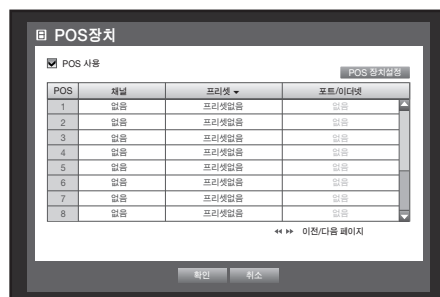 POS장치
POS 사용
POS 장치설정
POS 채널 프리셋 포트/이더넷
1 없음 프리셋없음 없음
2 없음 프리셋없음 없음
3 없음 프리셋없음 없음
4 없음 프리셋없음 없음
5 없음 프리셋없음 없음
6 없음 프리셋없음 없음
7 없음 프리셋없음 없음
8 없음 프리셋없음 없음
이전/다음 페이지
확인 취소